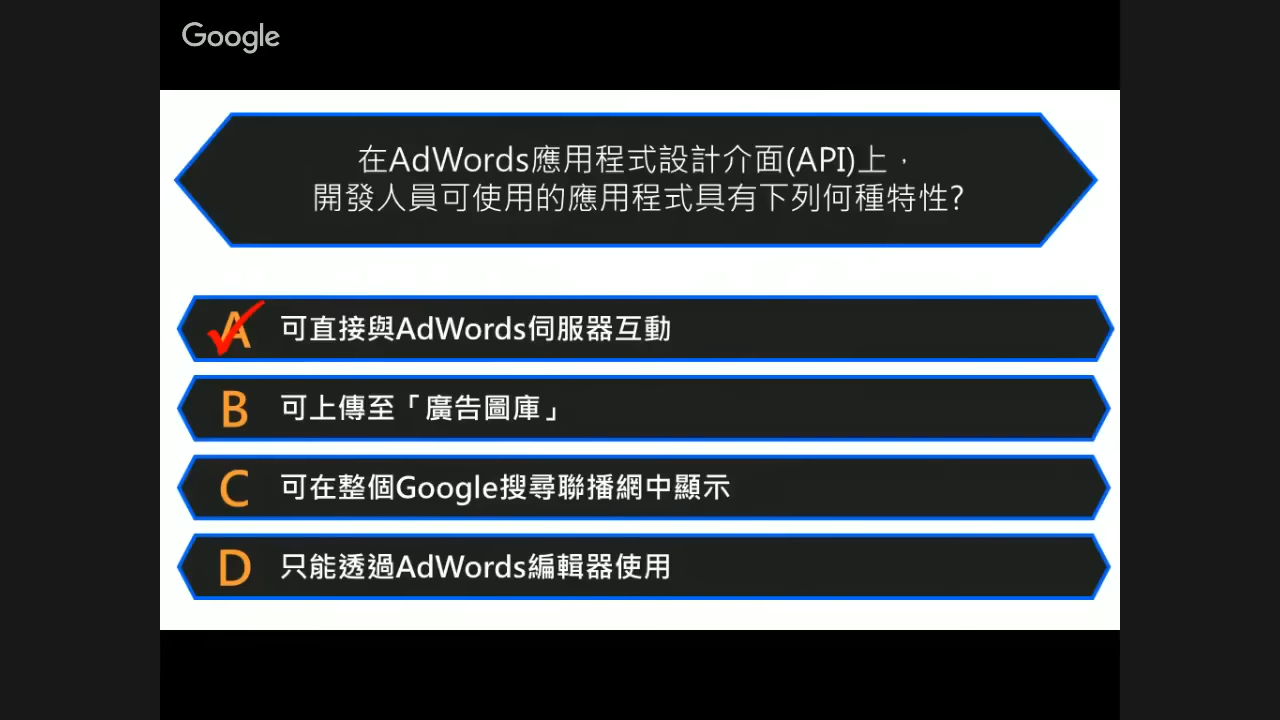 Google
在AdWords應用程式設計介面(API)上，
開發人員可使用的應用程式具有下列何種特性?
A 可直接與AdWords伺服器互動
B 可上傳至「廣告圖庫」
C 可在整個Google搜尋聯播網中顯示
D 只能透過AdWords編輯器使用